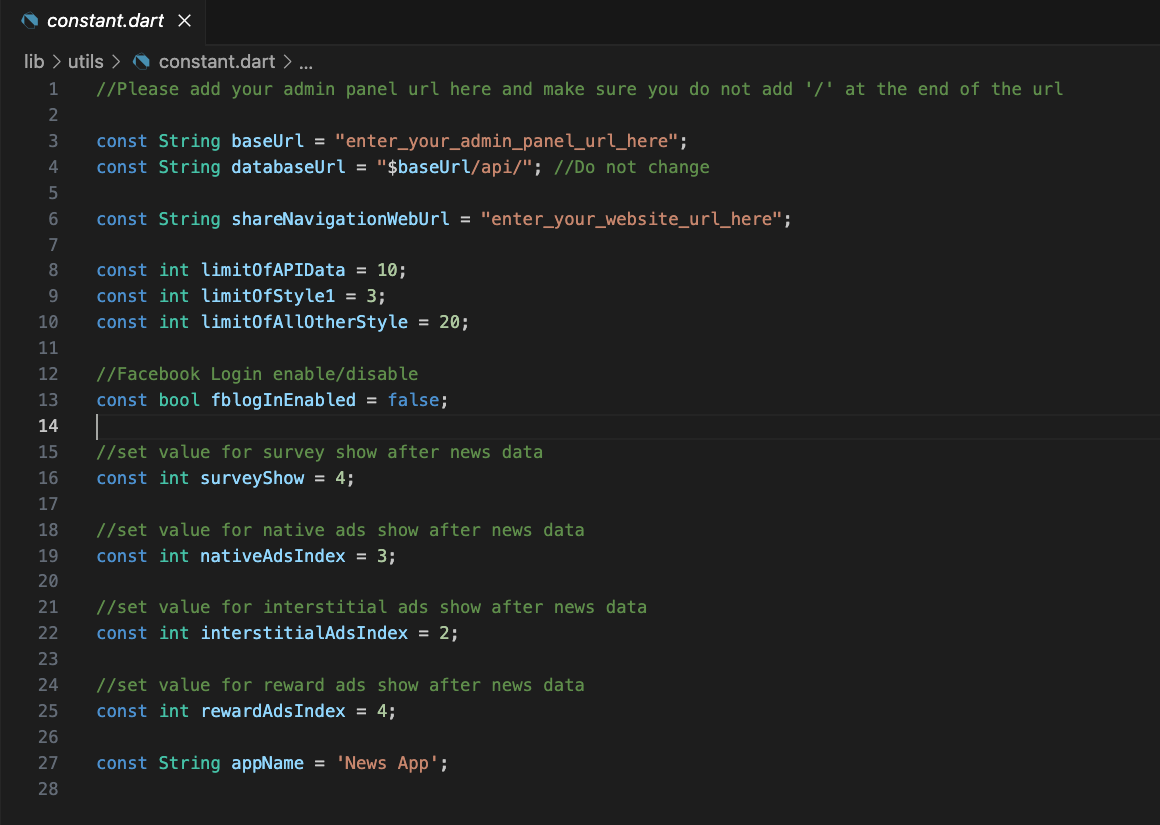 constant.dart
lib > utils > constant.dart > ...
1 //Please add your admin panel url here and make sure you do not add '/' at the end of the url
2
3 const String baseUrl = "enter_your_admin_panel_url_here";
4 const String databaseUrl = "$baseUrl/api/"; //Do not change
5
6 const String shareNavigationWebUrl = "enter_your_website_url_here";
7
8 const int limitOfAPIData = 10;
9 const int limitOfStyle1 = 3;
10 const int limitOfAllOtherStyle = 20;
11
12 //Facebook Login enable/disable
13 const bool fblogInEnabled = false;
14
15 //set value for survey show after news data
16 const int surveyShow = 4;
17
18 //set value for native ads show after news data
19 const int nativeAdsIndex = 3;
20
21 //set value for interstitial ads show after news data
22 const int interstitialAdsIndex = 2;
23
24 //set value for reward ads show after news data
25 const int rewardAdsIndex = 4;
26
27 const String appName = 'News App';
28